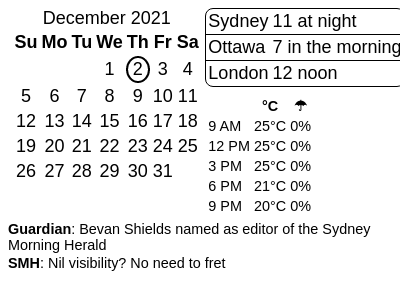 December 2021
Su Mo Tu We Th Fr Sa
1 2 3 4
5 6 7 8 9 10 11
12 13 14 15 16 17 18
19 20 21 22 23 24 25
26 27 28 29 30 31
Sydney 11 at night
Ottawa 7 in the morning
London 12 noon
°C ☂
9 AM 25°C 0%
12 PM 25°C 0%
3 PM 25°C 0%
6 PM 21°C 0%
9 PM 20°C 0%
Guardian: Bevan Shields named as editor of the Sydney
Morning Herald
SMH: Nil visibility? No need to fret